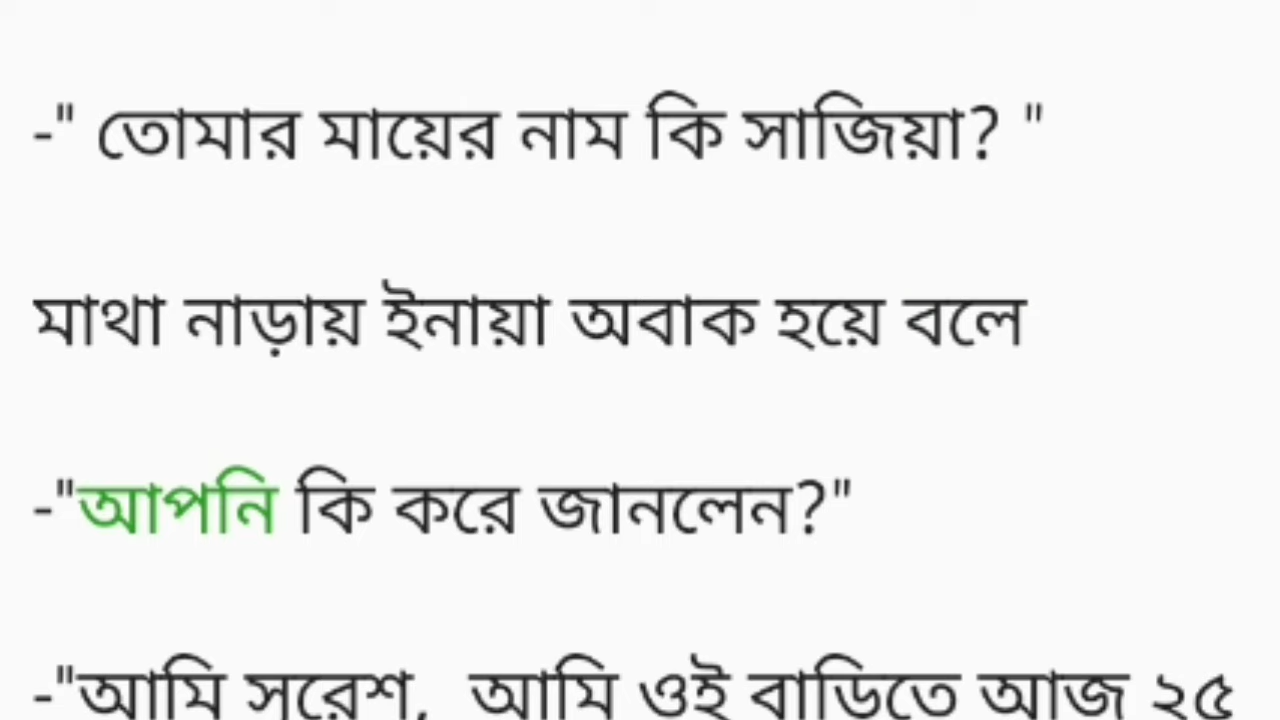 -" তোমার মায়ের নাম কি সাজিয়া? "
মাথা নাড়ায় ইনায়া অবাক হয়ে বলে
-"আপনি কি করে জানলেন?"
-"আমি সুরেশ, আমি ওই বাড়িতে আজ ২৫